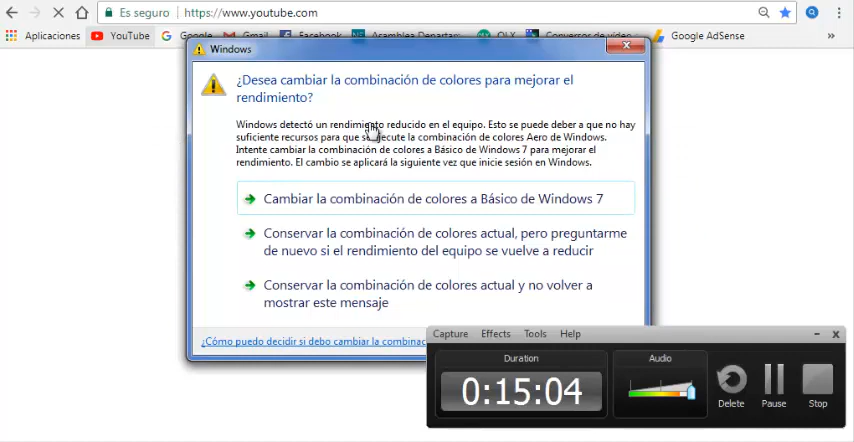 Es seguro | https://www.youtube.com
Aplicaciones YouTube Google Gmail Facebook Asamblea Departam OLX Conversos de vídeo Google AdSense »
Windows
¿Desea cambiar la combinación de colores para mejorar el
rendimiento?
Windows detectó un rendimiento reducido en el equipo. Esto se puede deber a que no hay
suficiente recursos para que se ejecute la combinación de colores Aero de Windows.
Intente cambiar la combinación de colores a Básico de Windows 7 para mejorar el
rendimiento. El cambio se aplicará la siguiente vez que inicie sesión en Windows.
Cambiar la combinación de colores a Básico de Windows 7
Conservar la combinación de colores actual, pero preguntarme
de nuevo si el rendimiento del equipo se vuelve a reducir
Conservar la combinación de colores actual y no volver a
mostrar este mensaje
¿Cómo puedo decidir si debo cambiar la combinac
Capture Effects Tools Help
Duration Audio
0:15:04
Delete Pause Stop